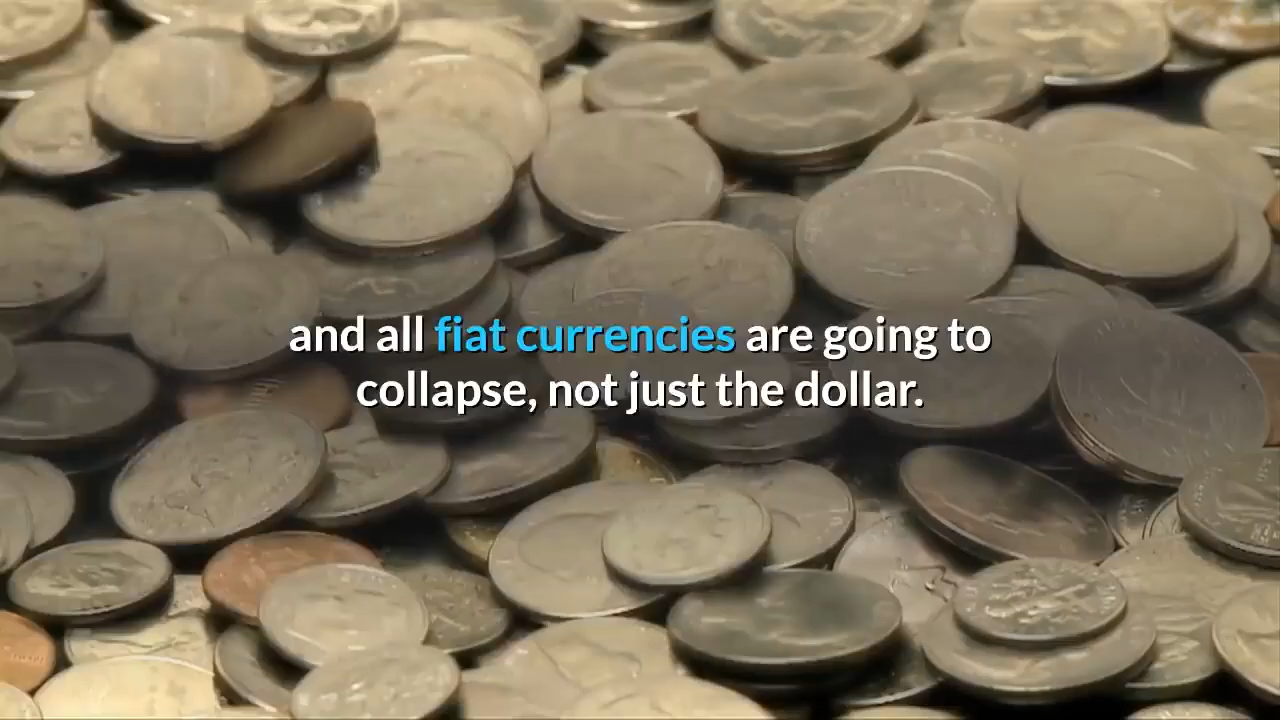 and all fiat currencies are going to
collapse, not just the dollar.